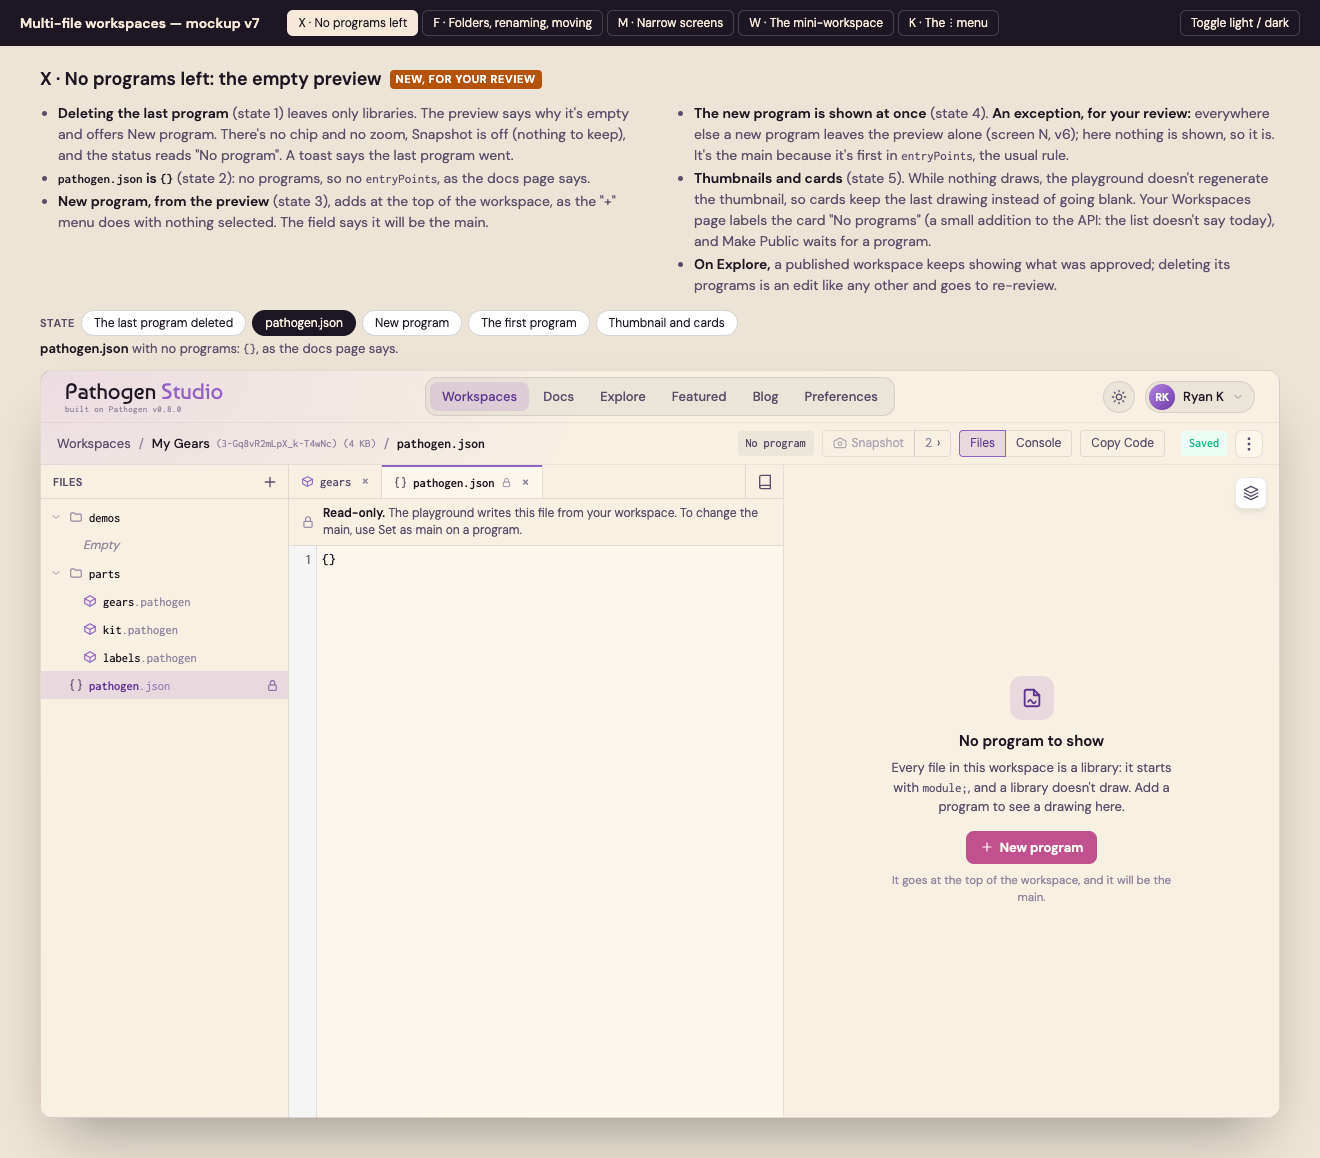 Multi-file workspaces — mockup v7
X · No programs left
F · Folders, renaming, moving
M · Narrow screens
W · The mini-workspace
K · The ⋮ menu
Toggle light / dark
X · No programs left: the empty preview
NEW, FOR YOUR REVIEW
• Deleting the last program (state 1) leaves only libraries. The preview says why it's empty
and offers New program. There's no chip and no zoom, Snapshot is off (nothing to keep),
and the status reads "No program". A toast says the last program went.
• pathogen.json is {} (state 2): no programs, so no entryPoints, as the docs page says.
• New program, from the preview (state 3), adds at the top of the workspace, as the "+"
menu does with nothing selected. The field says it will be the main.
• The new program is shown at once (state 4). An exception, for your review: everywhere
else a new program leaves the preview alone (screen N, v6); here nothing is shown, so it is.
It's the main because it's first in entryPoints, the usual rule.
• Thumbnails and cards (state 5). While nothing draws, the playground doesn't regenerate
the thumbnail, so cards keep the last drawing instead of going blank. Your Workspaces
page labels the card "No programs" (a small addition to the API: the list doesn't say today),
and Make Public waits for a program.
• On Explore, a published workspace keeps showing what was approved; deleting its
programs is an edit like any other and goes to re-review.
STATE
The last program deleted
pathogen.json
New program
The first program
Thumbnail and cards
pathogen.json with no programs: {}, as the docs page says.
Pathogen Studio
built on Pathogen v0.8.0
Workspaces
Docs
Explore
Featured
Blog
Preferences
RK
Ryan K
Workspaces / My Gears (3-Gq8vR2mLpX_k-T4wNc) (4 KB) / pathogen.json
No program
Snapshot
2 ›
Files
Console
Copy Code
Saved
FILES
gears ×
{} pathogen.json ×
demos
Empty
parts
gears.pathogen
kit.pathogen
labels.pathogen
{} pathogen.json
Read-only. The playground writes this file from your workspace. To change the
main, use Set as main on a program.
1 {}
No program to show
Every file in this workspace is a library: it starts
with module;, and a library doesn't draw. Add a
program to see a drawing here.
+ New program
It goes at the top of the workspace, and it will be the
main.